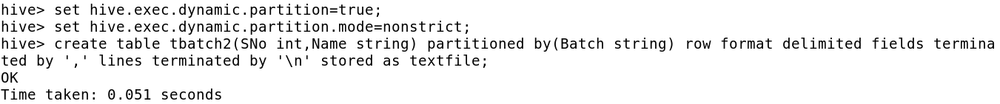 hive> set hive.exec.dynamic.partition=true;
hive> set hive.exec.dynamic.partition.mode=nonstrict;
hive> create table tbatch2(SNo int,Name string) partitioned by(Batch string) row format delimited fields termina
ted by ',' lines terminated by '\n' stored as textfile;
OK
Time taken: 0.051 seconds